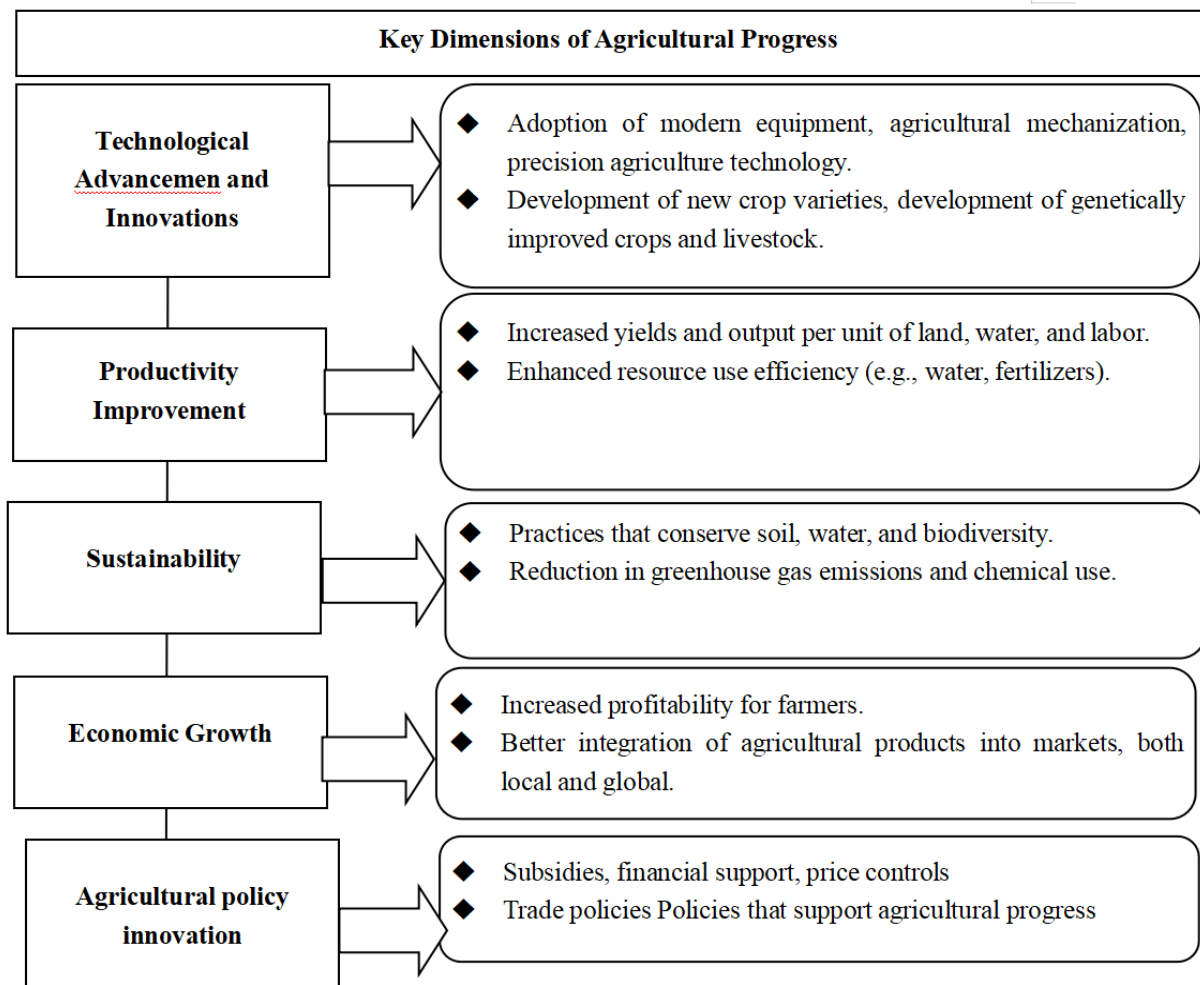 Key Dimensions of Agricultural Progress
Technological
Advancemen and
Innovations
◆ Adoption of modern equipment, agricultural mechanization,
precision agriculture technology.
◆ Development of new crop varieties, development of genetically
improved crops and livestock.
Productivity
Improvement
◆ Increased yields and output per unit of land, water, and labor.
◆ Enhanced resource use efficiency (e.g., water, fertilizers).
Sustainability
◆ Practices that conserve soil, water, and biodiversity.
◆ Reduction in greenhouse gas emissions and chemical use.
Economic Growth
◆ Increased profitability for farmers.
◆ Better integration of agricultural products into markets, both
local and global.
Agricultural policy
innovation
◆ Subsidies, financial support, price controls
◆ Trade policies Policies that support agricultural progress